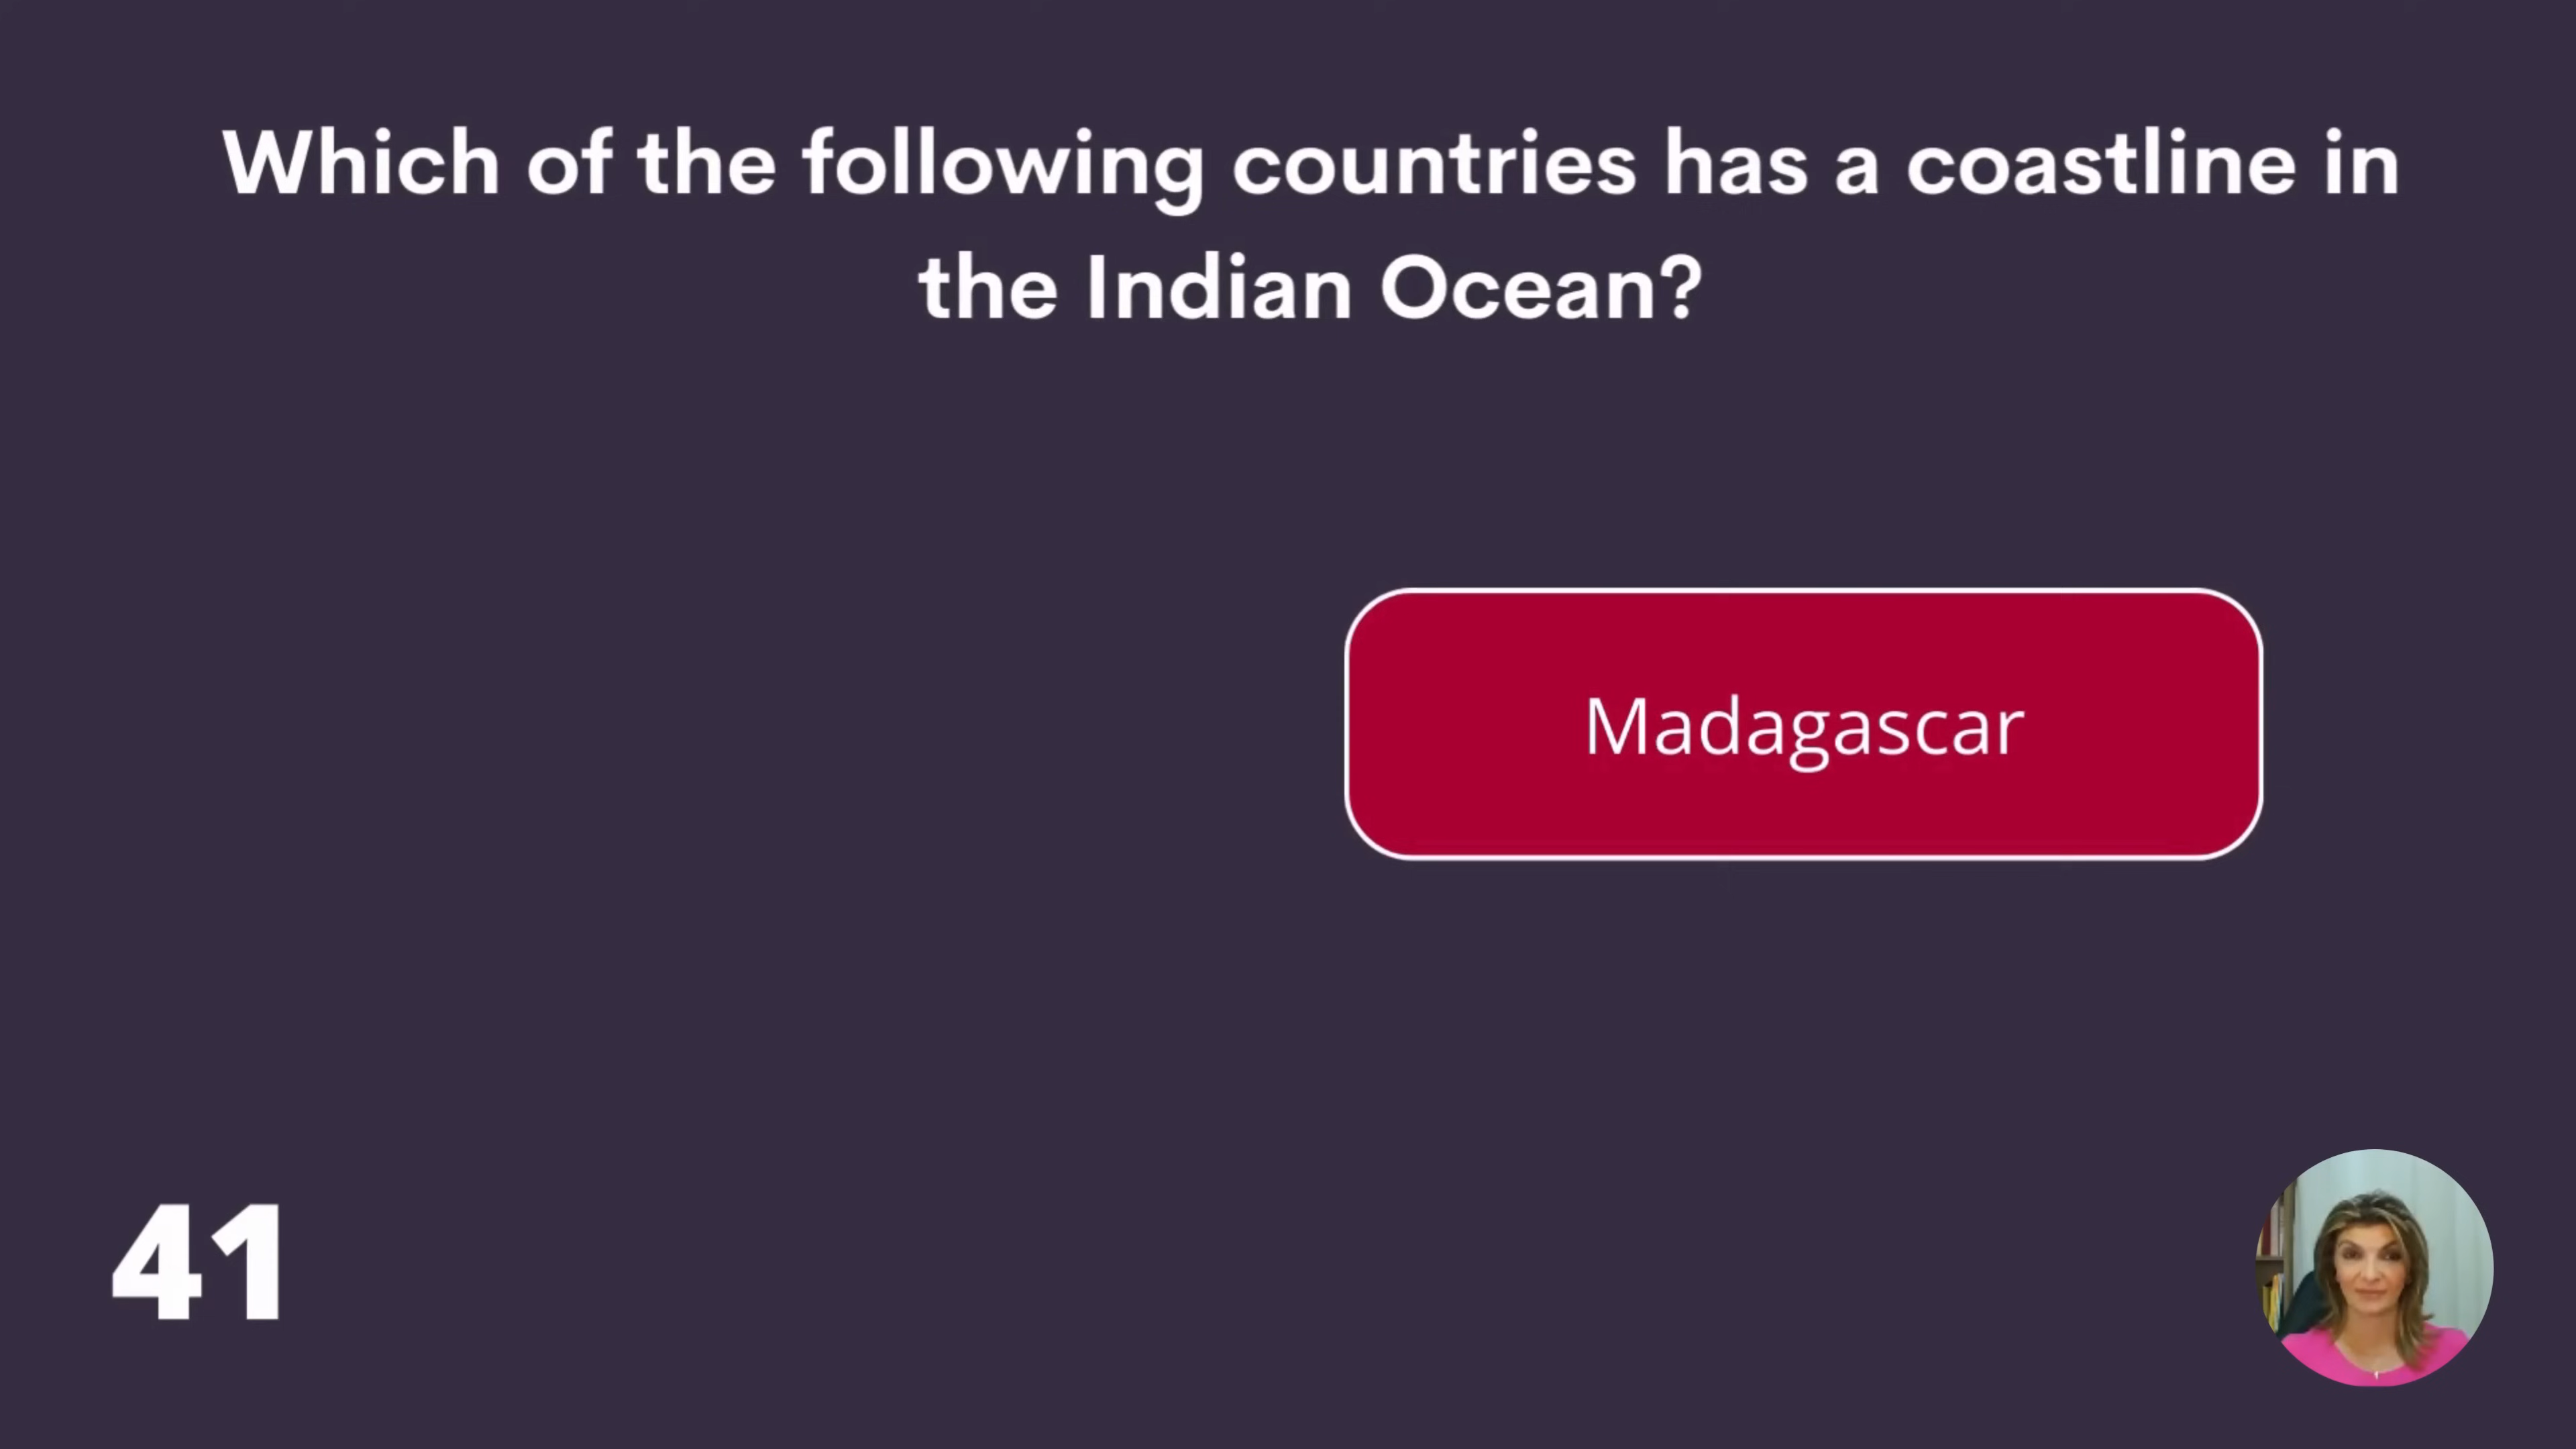 Which of the following countries has a coastline in
the Indian Ocean?
Madagascar
41